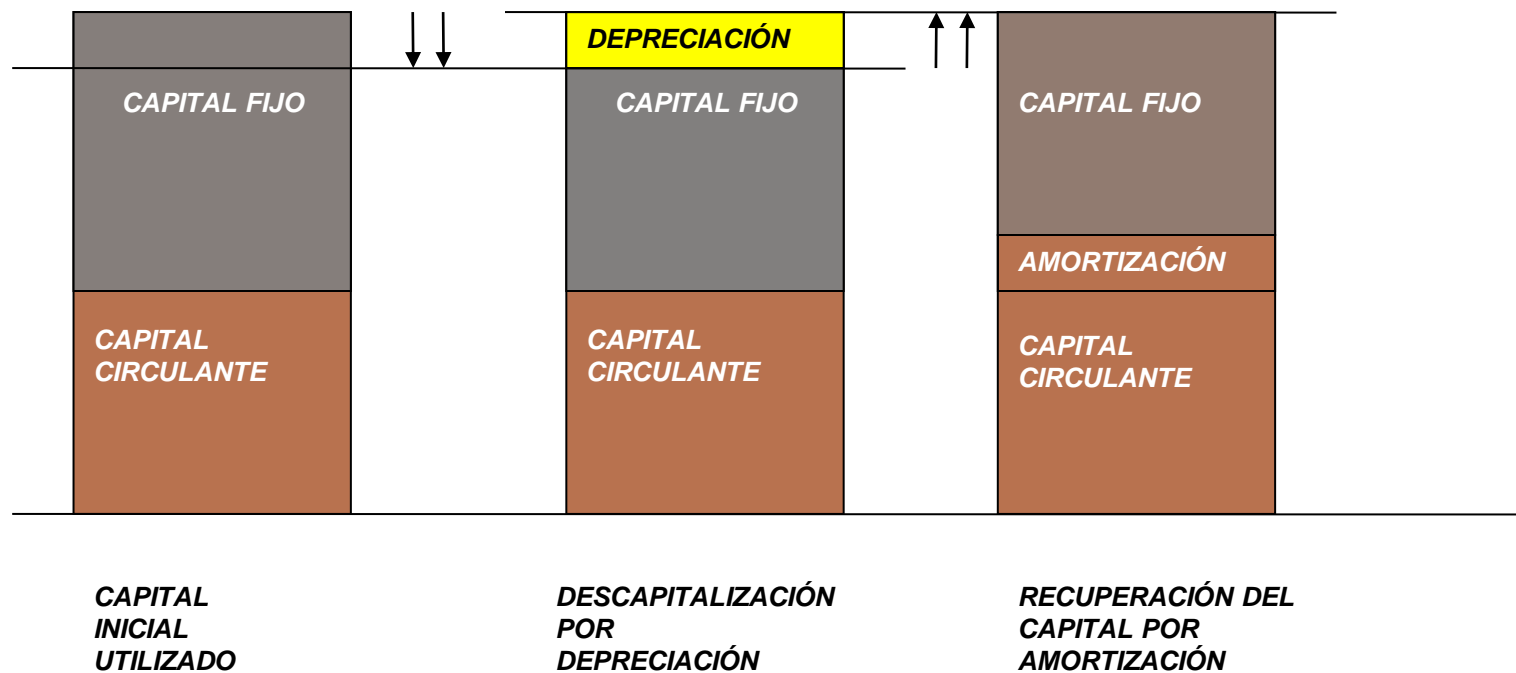 DEPRECIACIÓN
CAPITAL FIJO
CAPITAL FIJO
CAPITAL FIJO
AMORTIZACIÓN
CAPITAL
CIRCULANTE
CAPITAL
CIRCULANTE
CAPITAL
CIRCULANTE
CAPITAL
INICIAL
UTILIZADO
DESCAPITALIZACIÓN
POR
DEPRECIACIÓN
RECUPERACIÓN DEL
CAPITAL POR
AMORTIZACIÓN